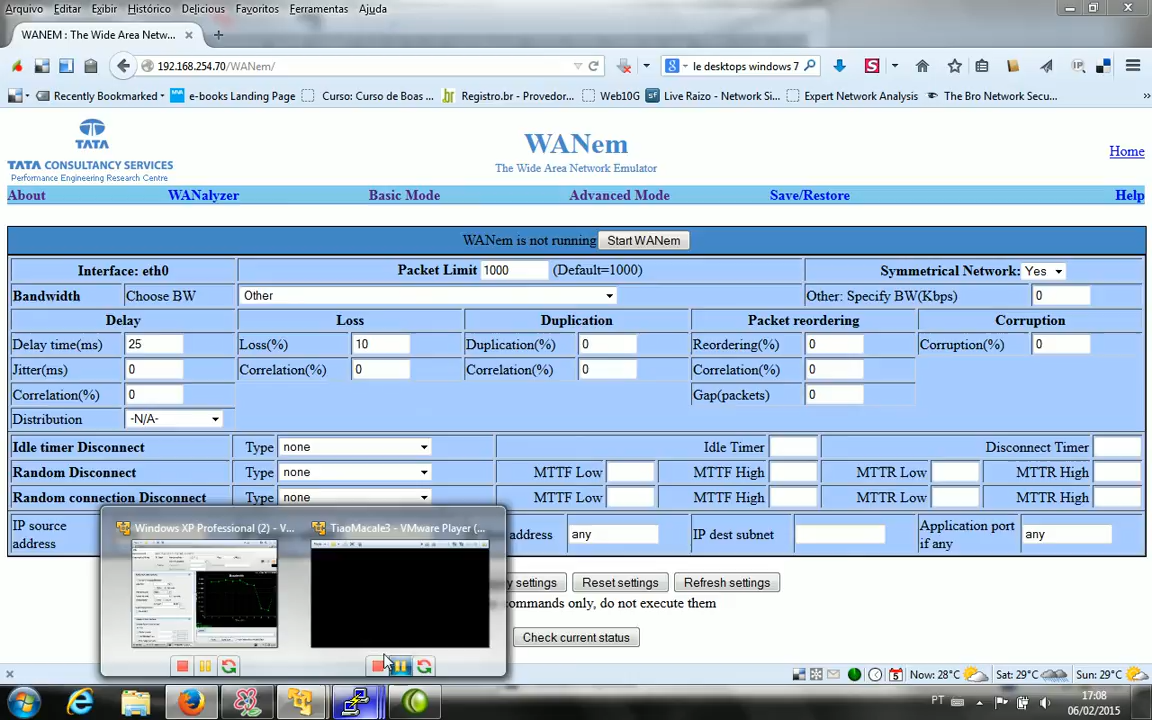 Arquivo Editar Exibir Histórico Delicious Favoritos Ferramentas Ajuda
WANEM : The Wide Area Netw...
192.168.254.70/WANem/
le desktops windows 7
Recently Bookmarked e-books Landing Page Curso: Curso de Boas ... Registro.br - Provedor... Web10G Live Raizo - Network Si... Expert Network Analysis The Bro Network Secu...
TATA
TATA CONSULTANCY SERVICES
Performance Engineering Research Centre
WANem
The Wide Area Network Emulator
Home
About WANalyzer Basic Mode Advanced Mode Save/Restore Help
WANem is not running Start WANem
Interface: eth0 Packet Limit 1000 (Default=1000) Symmetrical Network: Yes
Bandwidth Choose BW Other Other: Specify BW(Kbps) 0
Delay Loss Duplication Packet reordering Corruption
Delay time(ms) 25 Loss(%) 10 Duplication(%) 0 Reordering(%) 0 Corruption(%) 0
Jitter(ms) 0 Correlation(%) 0 Correlation(%) 0 Correlation(%) 0
Correlation(%) 0 Gap(packets) 0
Distribution -N/A-
Idle timer Disconnect Type none Idle Timer Disconnect Timer
Random Disconnect Type none MTTF Low MTTF High MTTR Low MTTR High
Random connection Disconnect Type none MTTF Low MTTF High MTTR Low MTTR High
IP source address address any IP dest subnet Application port if any any
Windows XP Professional (2) - V... TiaoMacale3 - VMware Player (...
y settings Reset settings Refresh settings
commands only, do not execute them
Check current status
Now: 28°C Sat: 29°C Sun: 29°C
PT 17:08
06/02/2015